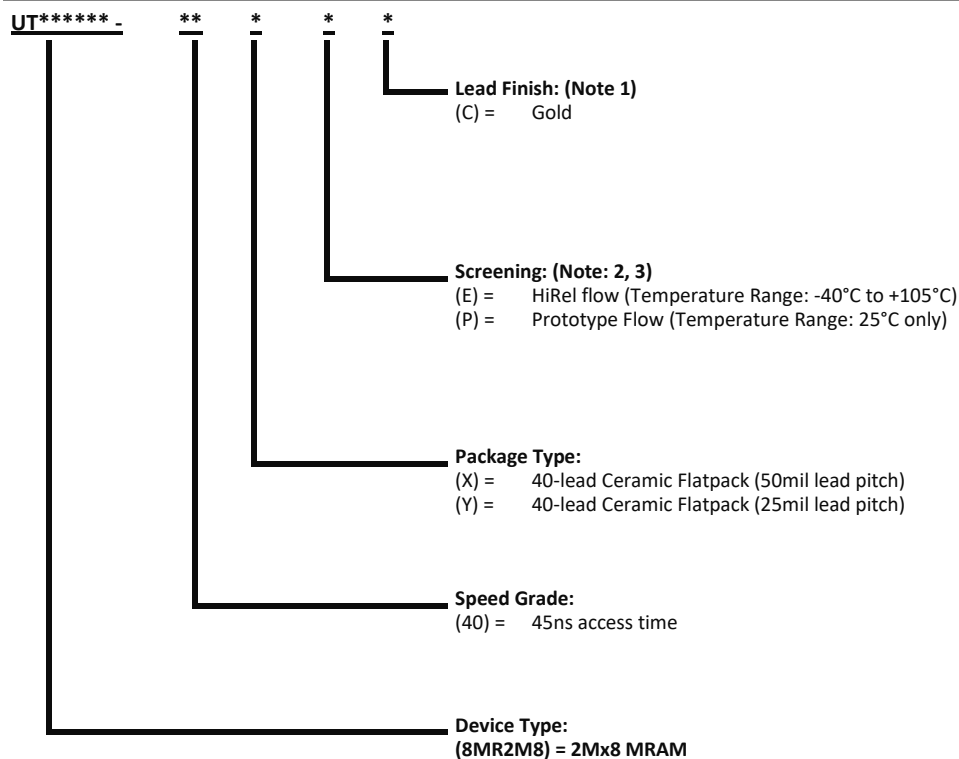 UT****** - ** * * *
Lead Finish: (Note 1)
(C) = Gold
Screening: (Note: 2, 3)
(E) = HiRel flow (Temperature Range: -40°C to +105°C)
(P) = Prototype Flow (Temperature Range: 25°C only)
Package Type:
(X) = 40-lead Ceramic Flatpack (50mil lead pitch)
(Y) = 40-lead Ceramic Flatpack (25mil lead pitch)
Speed Grade:
(40) = 45ns access time
Device Type:
(8MR2M8) = 2Mx8 MRAM